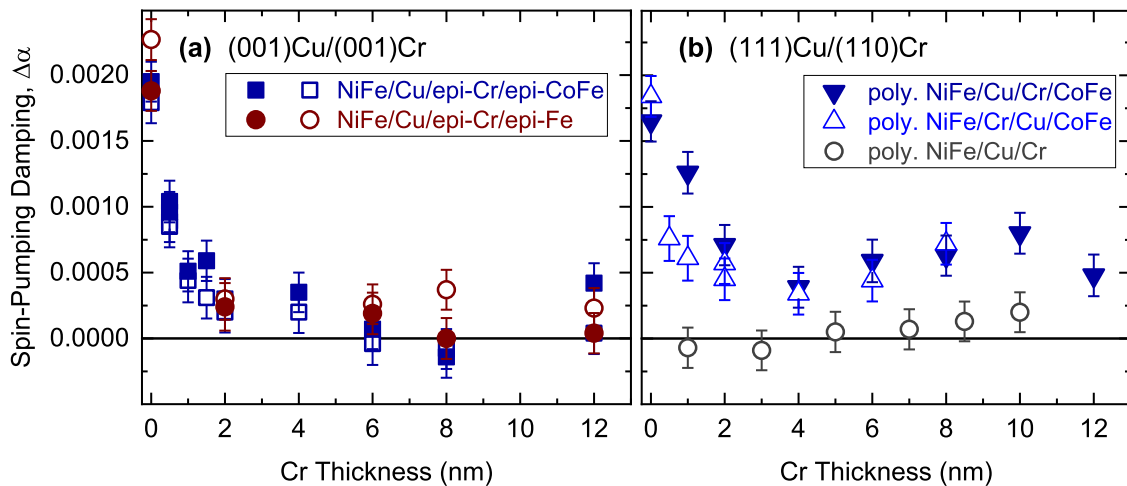 (a) (001)Cu/(001)Cr
NiFe/Cu/epi-Cr/epi-CoFe
NiFe/Cu/epi-Cr/epi-Fe
(b) (111)Cu/(110)Cr
poly. NiFe/Cu/Cr/CoFe
poly. NiFe/Cr/Cu/CoFe
poly. NiFe/Cu/Cr
Spin-Pumping Damping, Δα
0.0020
0.0015
0.0010
0.0005
0.0000
0 2 4 6 8 10 12
0 2 4 6 8 10 12
Cr Thickness (nm)
Cr Thickness (nm)